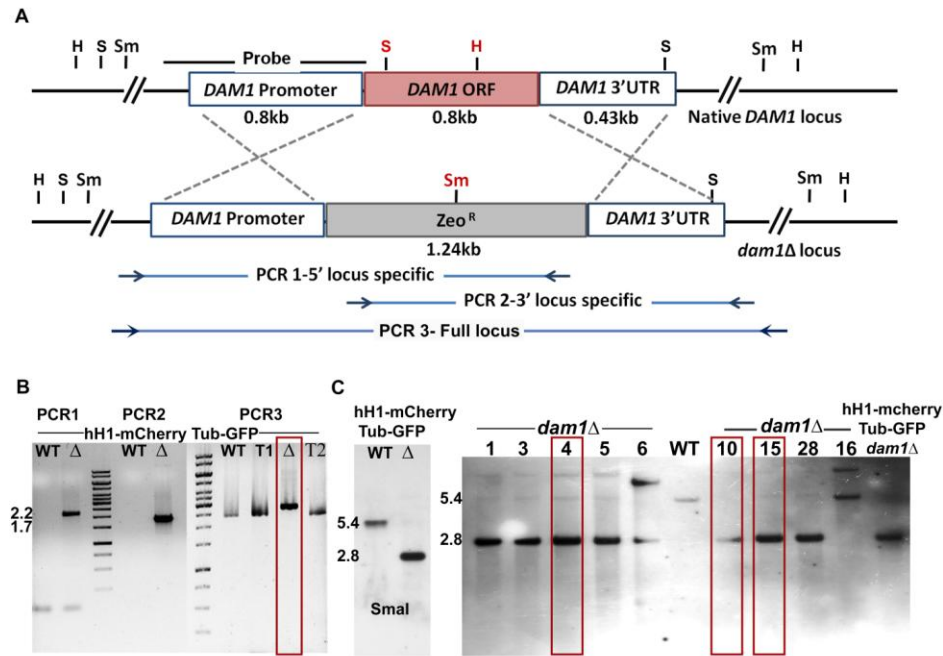 A
H S Sm Probe S H S Sm H
DAM1 Promoter DAM1 ORF DAM1 3'UTR
0.8kb 0.8kb 0.43kb Native DAM1 locus
H S Sm Sm S Sm H
DAM1 Promoter Zeo R DAM1 3'UTR
1.24kb dam1Δ locus
PCR 1-5' locus specific
PCR 2-3' locus specific
PCR 3- Full locus
B
PCR1 PCR2 PCR3
hH1-mCherry Tub-GFP
WT Δ WT Δ WT T1 Δ T2
2.2
1.7
C
hH1-mCherry
Tub-GFP
WT Δ
5.4
2.8
SmaI
dam1Δ dam1Δ hH1-mcherry
Tub-GFP
1 3 4 5 6 WT 10 15 28 16 dam1Δ
5.4
2.8